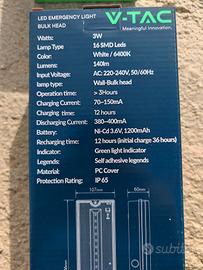 LED EMERGENCY LIGHT
BULK HEAD
V-TAC
Meaningful Innovation.
Watts: 3W
Lamp Type 16 SMD Leds
Color: White / 6400K
Lumens: 140lm
Input Voltage: AC: 220-240V, 50/60Hz
lamp type: Wall-Bulk head
Operation time: > 3Hours
Charging Current: 70~150mA
Charging Time: ≥ 12 Hours
Discharging Current: 380~400mA
Battery: Ni-Cd 3.6V, 1200mAh
Recharging Time: 12 hours (initial charge 36 hours)
Indicator: Green light indicator
Legends: Self adhesive legends
Material: PC Cover
Protection Rating: IP 65
107mm
60mm
subito